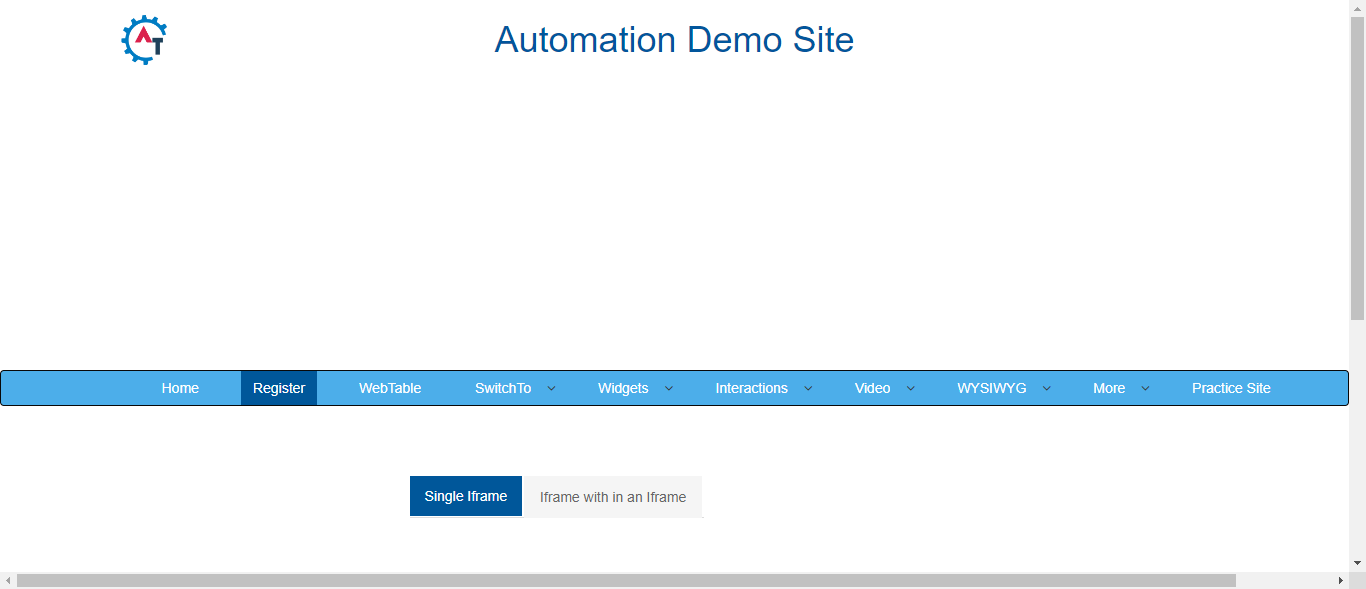 AT
Automation Demo Site
Home Register WebTable SwitchTo Widgets Interactions Video WYSIWYG More Practice Site
Single Iframe Iframe with in an Iframe